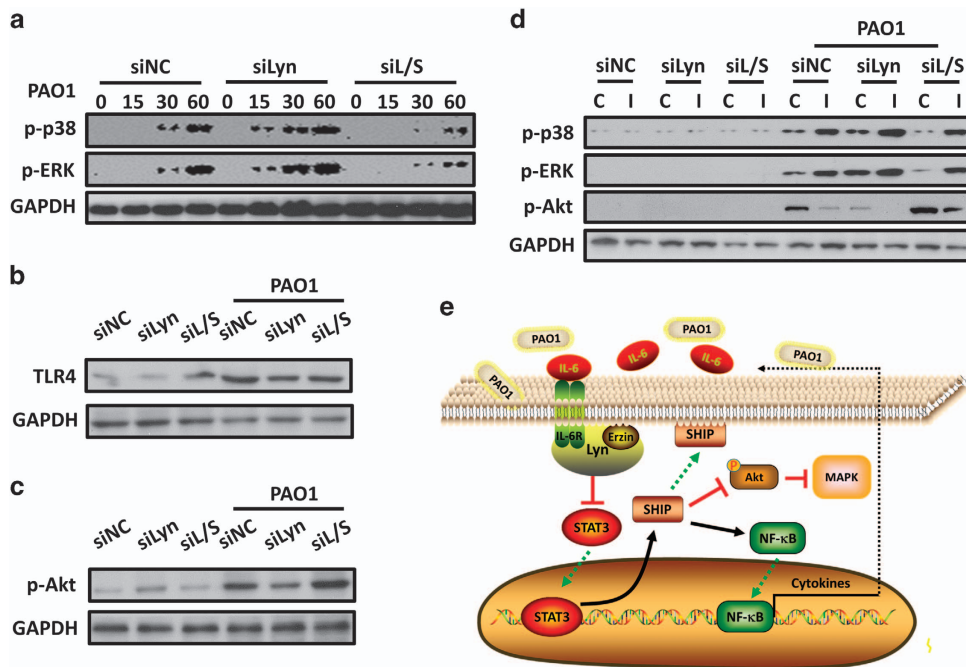 a
siNC siLyn siL/S
PAO1
0 15 30 60 0 15 30 60 0 15 30 60
p-p38
p-ERK
GAPDH
b
PAO1
siNC siLyn siL/S siNC siLyn siL/S
TLR4
GAPDH
c
PAO1
siNC siLyn siL/S siNC siLyn siL/S
p-Akt
GAPDH
d
PAO1
siNC siLyn siL/S siNC siLyn siL/S
C I C I C I C I C I C I
p-p38
p-ERK
p-Akt
GAPDH
e
PAO1
PAO1
IL-6
IL-6
IL-6
PAO1
PAO1
IL-6R
Erzin
Lyn
SHIP
P
Akt
MAPK
STAT3
SHIP
NF-κB
Cytokines
STAT3
NF-κB